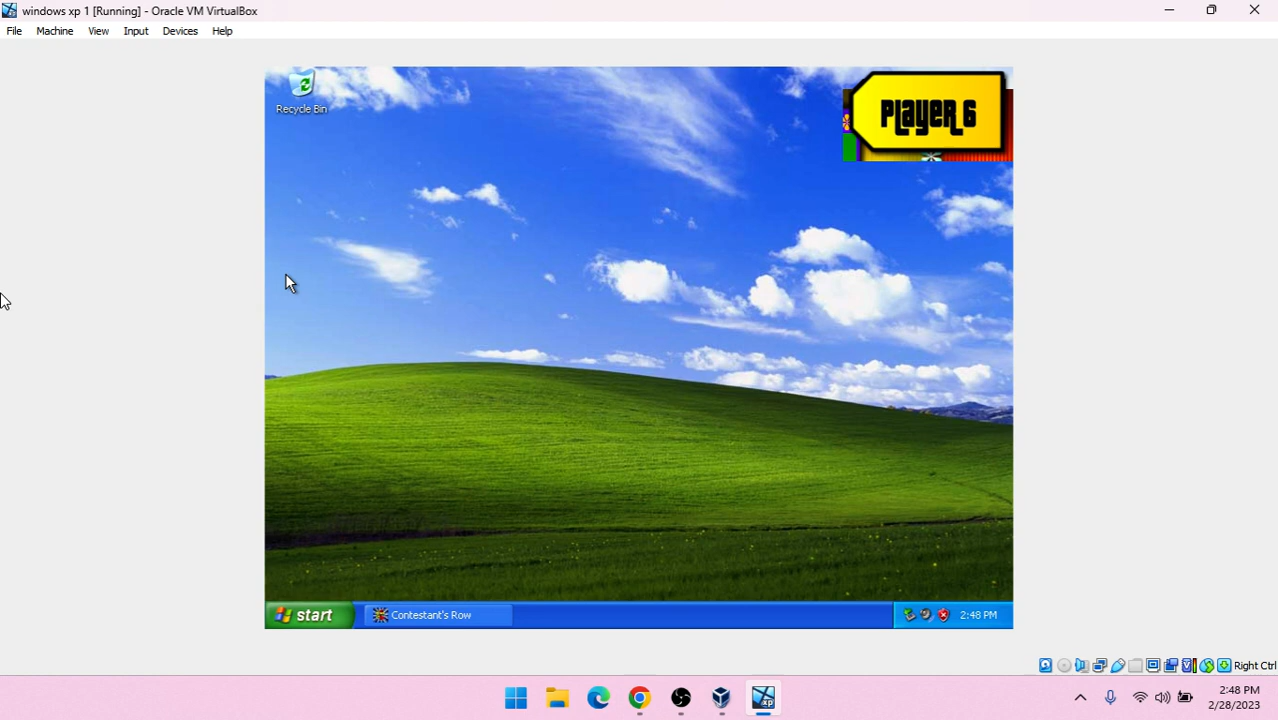 windows xp 1 [Running] - Oracle VM VirtualBox
File Machine View Input Devices Help
Recycle Bin
Player 6
start
Contestant's Row
2:48 PM
Right Ctrl
xp
2:48 PM
2/28/2023